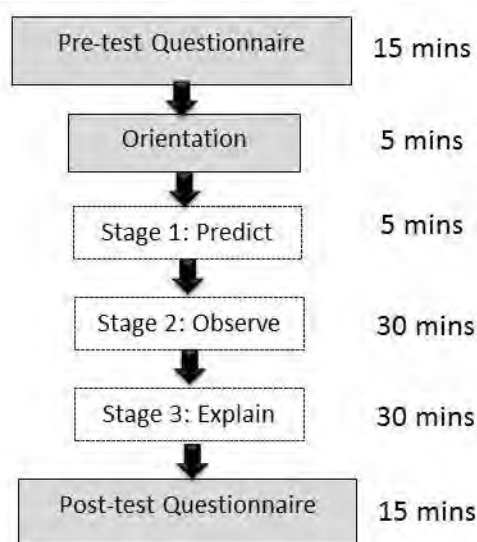 Pre-test Questionnaire 15 mins
Orientation 5 mins
Stage 1: Predict 5 mins
Stage 2: Observe 30 mins
Stage 3: Explain 30 mins
Post-test Questionnaire 15 mins